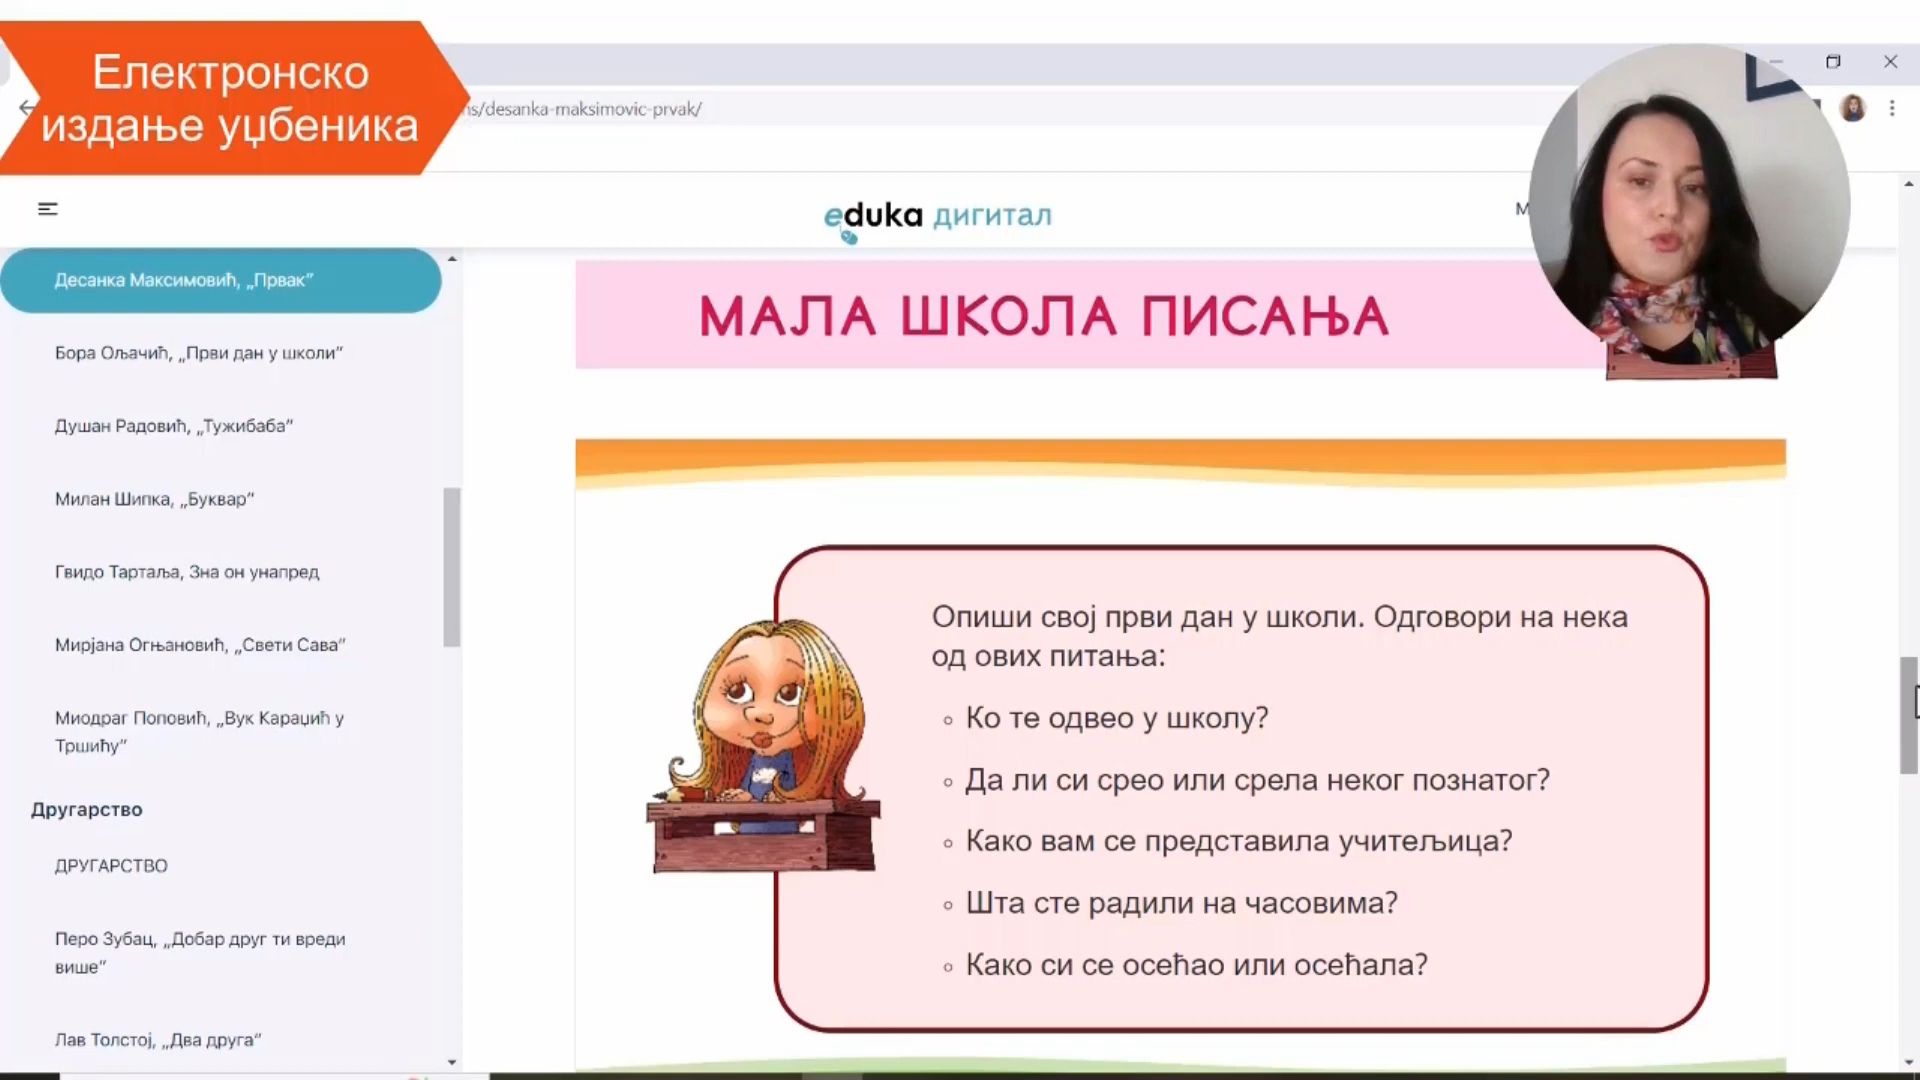 Електронско
издање уџбеника
ns/desanka-maksimovic-prvak/
eduka дигитал
Десанка Максимовић, „Првак“
Бора Ољачић, „Први дан у школи“
Душан Радовић, „Тужибаба“
Милан Шипка, „Буквар“
Гвидо Тартаља, Зна он унапред
Мирјана Огњановић, „Свети Сава“
Миодраг Поповић, „Вук Караџић у
Тршићу“
Другарство
ДРУГАРСТВО
Перо Зубац, „Добар друг ти вреди
више“
Лав Толстој, „Два друга“
МАЛА ШКОЛА ПИСАЊА
Опиши свој први дан у школи. Одговори на нека
од ових питања:
Ко те одвео у школу?
Да ли си срео или срела неког познатог?
Како вам се представила учитељица?
Шта сте радили на часовима?
Како си се осећао или осећала?